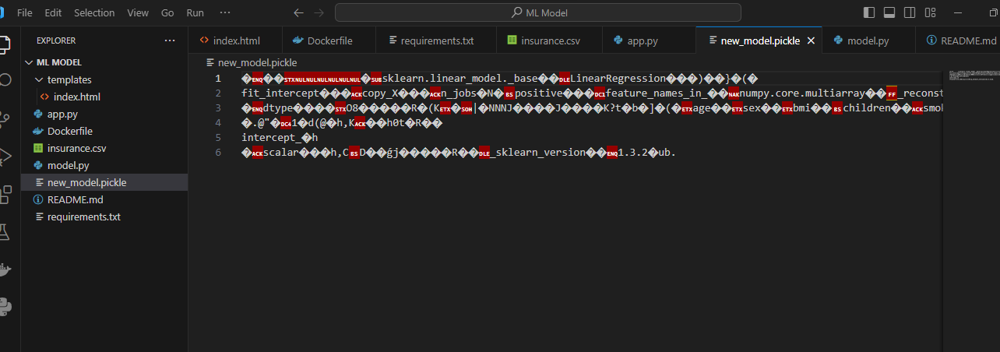 File Edit Selection View Go Run ··· ML Model
EXPLORER ···
index.html Dockerfile requirements.txt insurance.csv app.py new_model.pickle model.py README.md
ML MODEL
templates
index.html
app.py
Dockerfile
insurance.csv
model.py
new_model.pickle
README.md
requirements.txt
new_model.pickle
1 �ENQ��STXNULNULNULNULNULNULNUL�SUBsklearn.linear_model._base��DLELinearRegression���)��}�(�
2 fit_intercept���ACKcopy_X���ACKn_jobs�N�BSpositive���DC1feature_names_in_��NAKnumpy.core.multiarray��FF_reconst
3 �ENQdtype����STXO8�����R�(KETX�SOH|�NNNJ����J����K?t�b�]�(�ETXage��ETXsex��ETXbmi��BSchildren��ACKsmo
4 �.@"�DC41�d(@�h,KACK��h0t�R��
5 intercept_�h
6 �ACKscalar���h,CBSD��ǵj�����R��DLE_sklearn_version��ENQ1.3.2�ub.